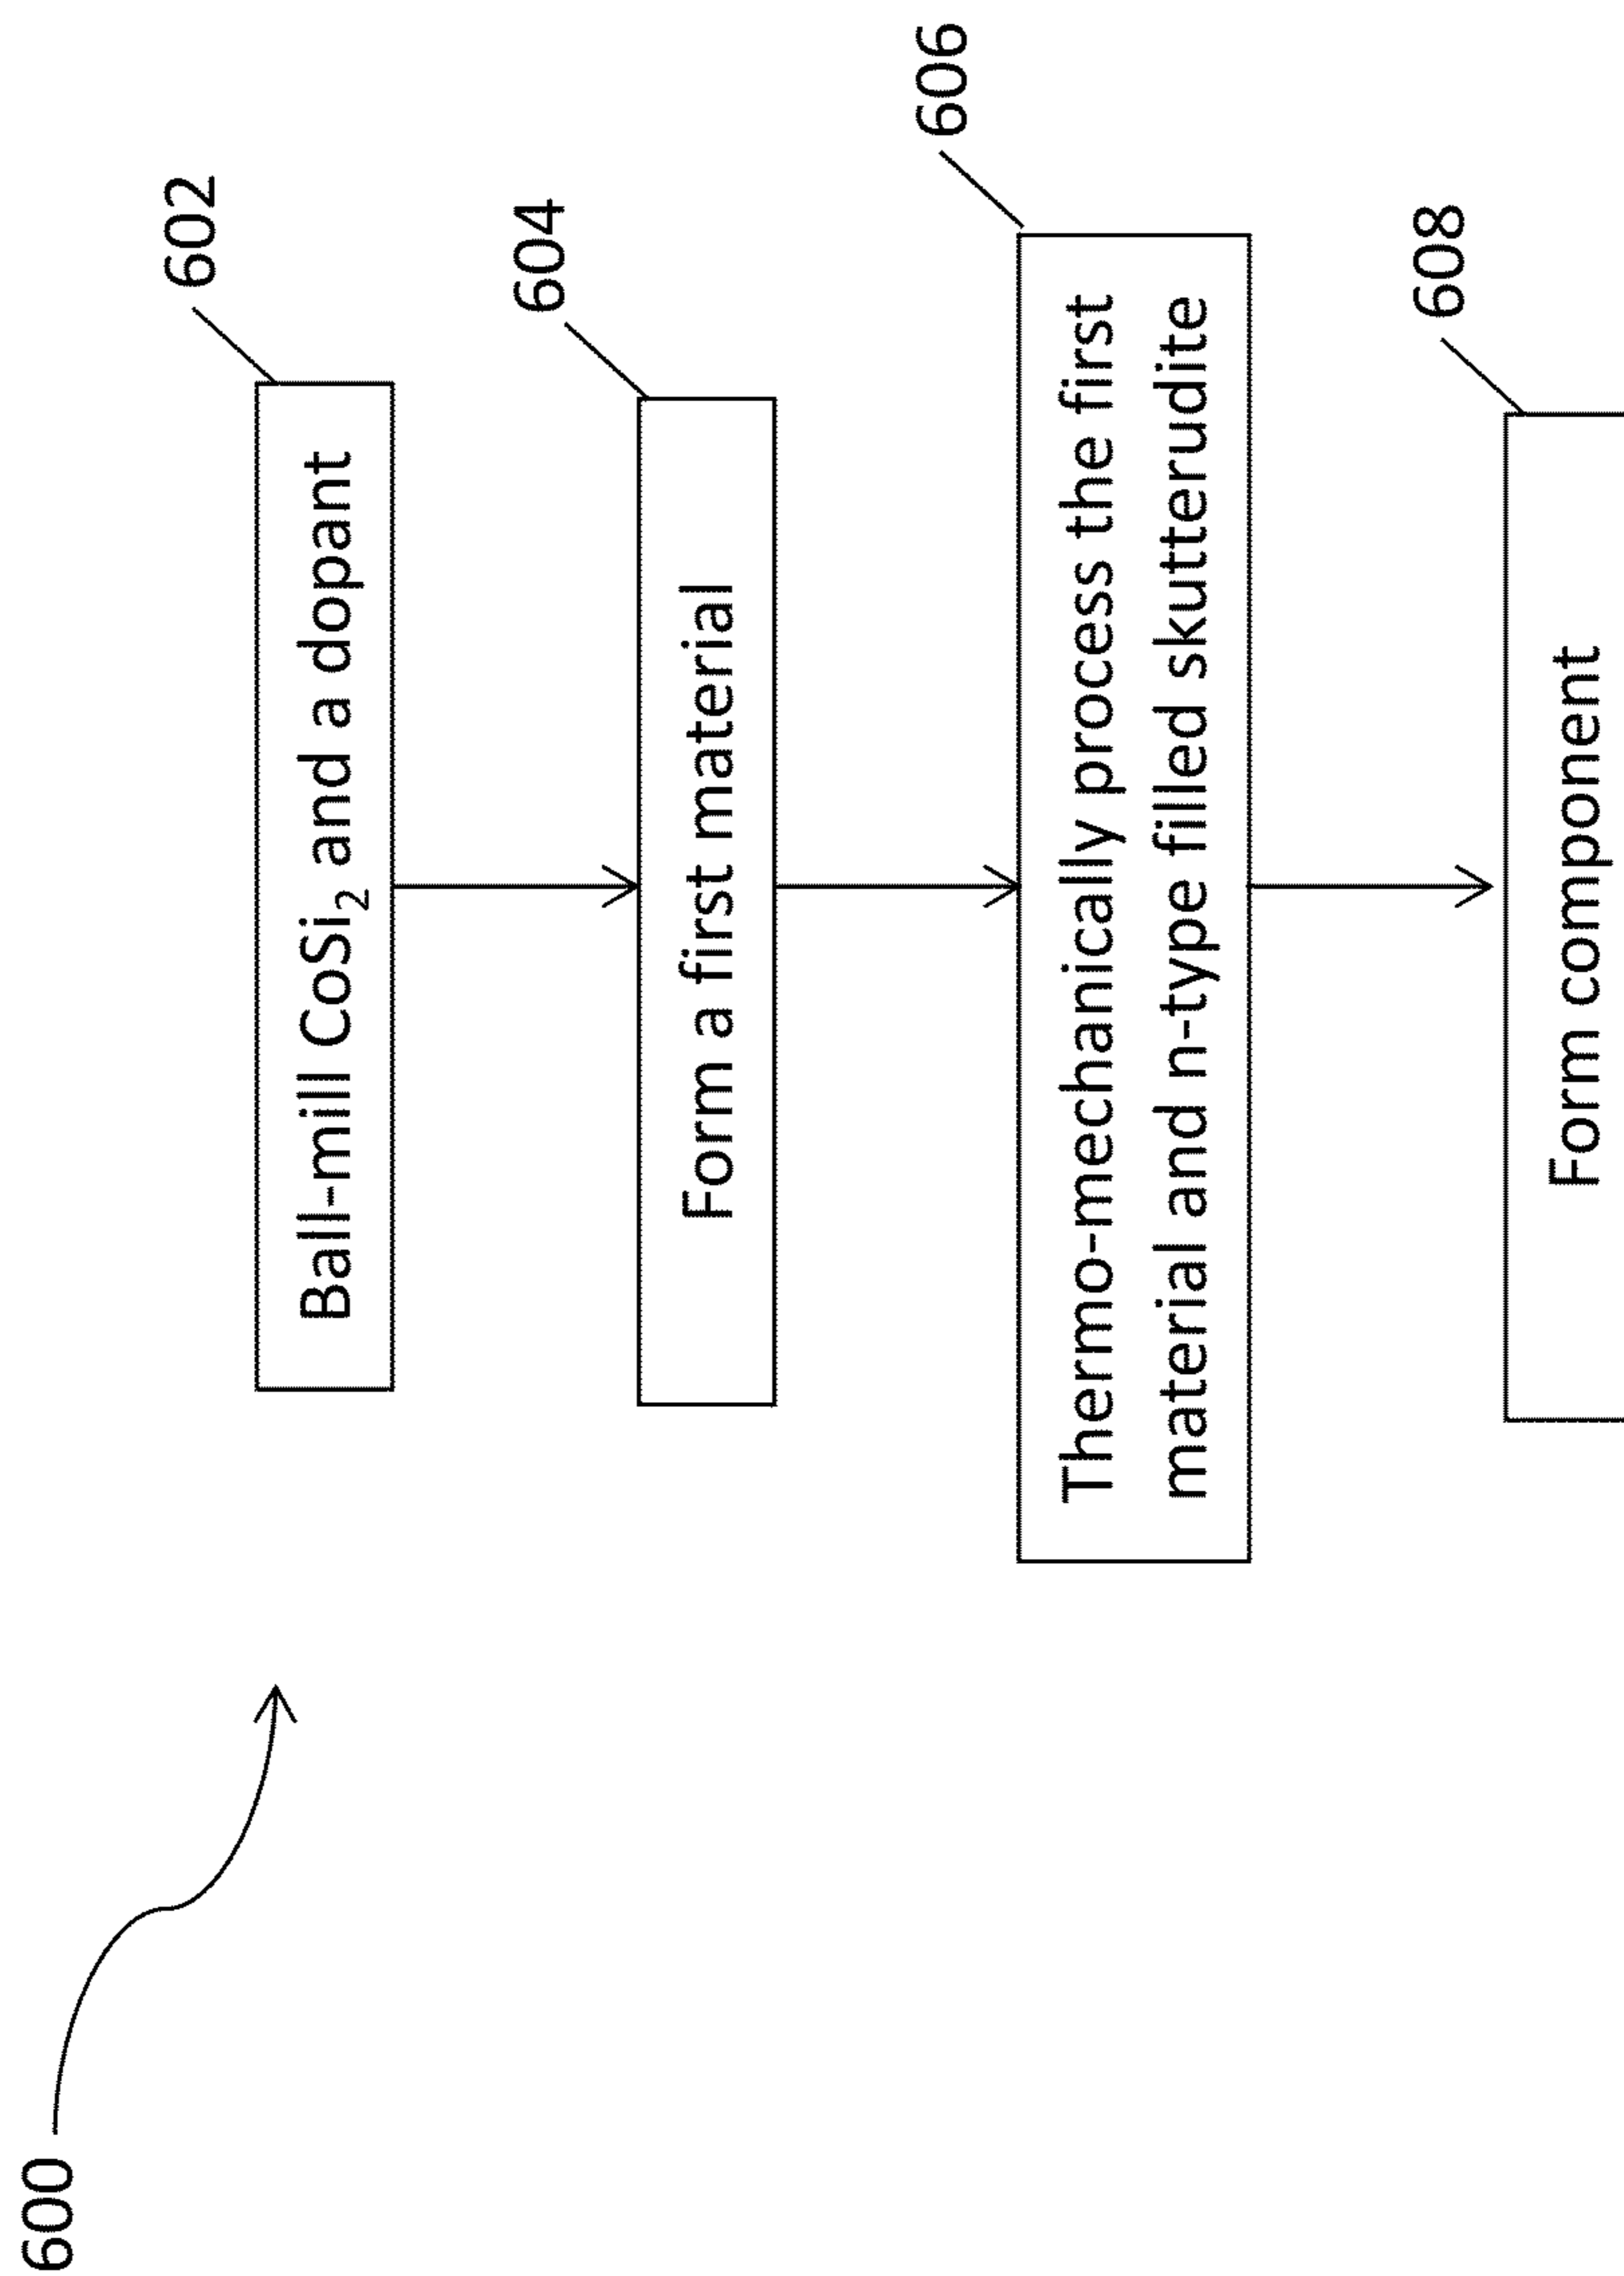 600
602
Ball-mill CoSi₂ and a dopant
604
Form a first material
606
Thermo-mechanically process the first
material and n-type filled skutterudite
608
Form component